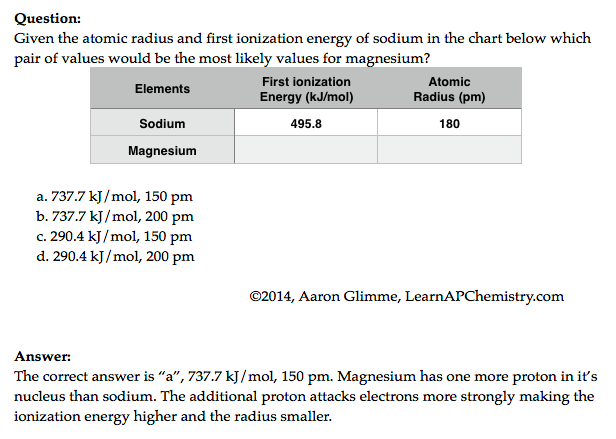 Question:
Given the atomic radius and first ionization energy of sodium in the chart below which
pair of values would be the most likely values for magnesium?
Elements First ionization Energy (kJ/mol) Atomic Radius (pm)
Sodium 495.8 180
Magnesium
a. 737.7 kJ/mol, 150 pm
b. 737.7 kJ/mol, 200 pm
c. 290.4 kJ/mol, 150 pm
d. 290.4 kJ/mol, 200 pm
©2014, Aaron Glimme, LearnAPChemistry.com
Answer:
The correct answer is “a”, 737.7 kJ/mol, 150 pm. Magnesium has one more proton in it’s
nucleus than sodium. The additional proton attacks electrons more strongly making the
ionization energy higher and the radius smaller.